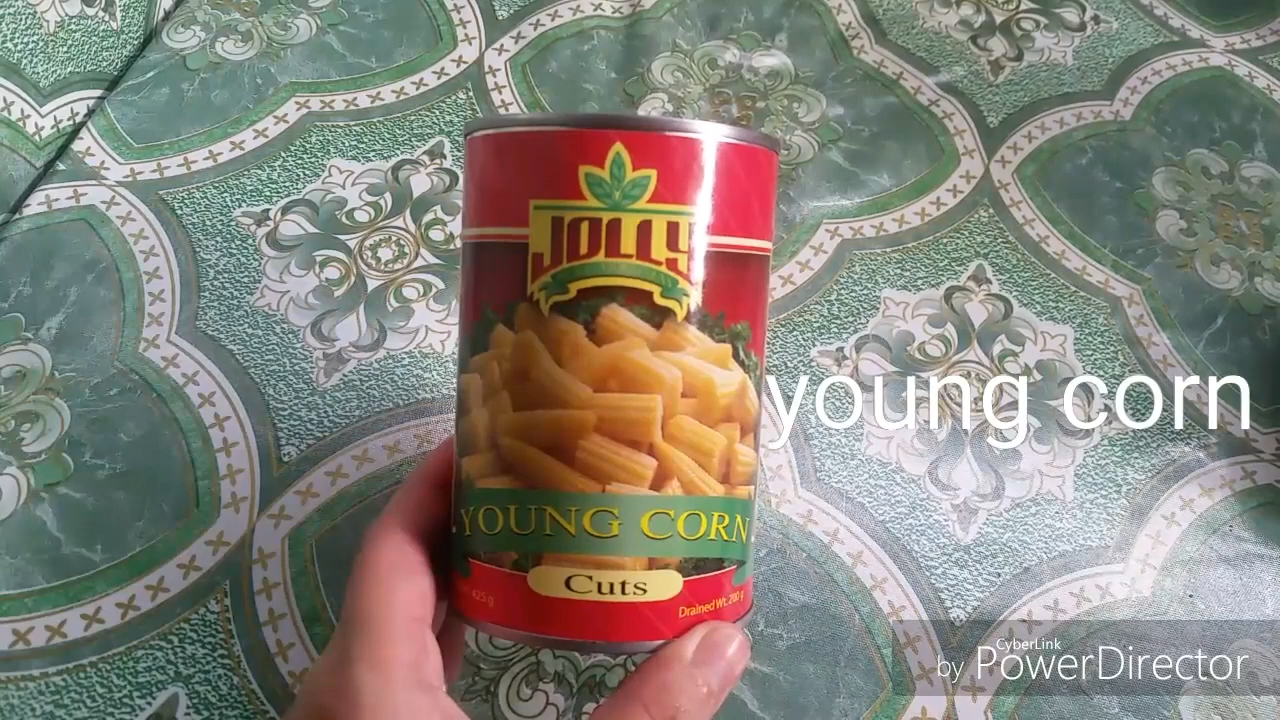 JOLLY
YOUNG CORN
Cuts
425 g
Drained Wt. 200 g
young corn
CyberLink
by PowerDirector